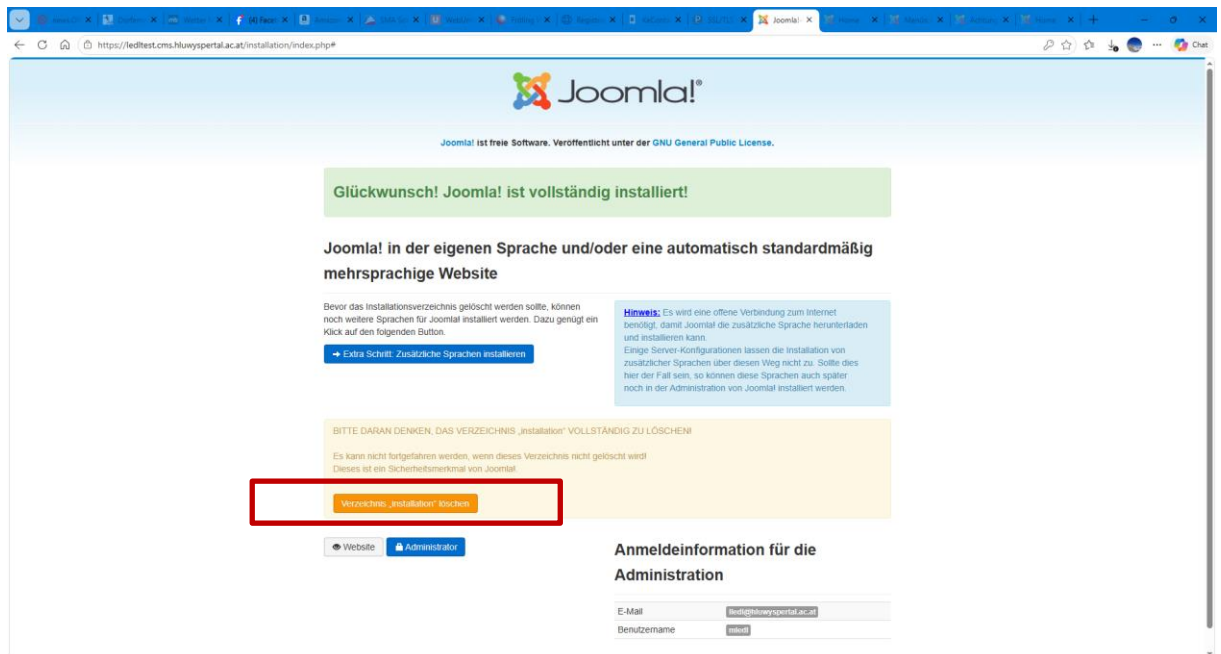 (4) Facel
Joomla!
https://ledltest.cms.hluwyspertal.ac.at/installation/index.php#
Chat
Joomla!®
Joomla! ist freie Software. Veröffentlicht unter der GNU General Public License.
Glückwunsch! Joomla! ist vollständig installiert!
Joomla! in der eigenen Sprache und/oder eine automatisch standardmäßig
mehrsprachige Website
Bevor das Installationsverzeichnis gelöscht werden sollte, können
noch weitere Sprachen für Joomla! installiert werden. Dazu genügt ein
Klick auf den folgenden Button.
Extra Schritt: Zusätzliche Sprachen installieren
Hinweis: Es wird eine offene Verbindung zum Internet
benötigt, damit Joomla! die zusätzliche Sprache herunterladen
und installieren kann.
Einige Server-Konfigurationen lassen die Installation von
zusätzlicher Sprachen über diesen Weg nicht zu. Sollte dies
hier der Fall sein, so können diese Sprachen auch später
noch in der Administration von Joomla! installiert werden.
BITTE DARAN DENKEN, DAS VERZEICHNIS „installation“ VOLLSTÄNDIG ZU LÖSCHEN!
Es kann nicht fortgefahren werden, wenn dieses Verzeichnis nicht gelöscht wird!
Dieses ist ein Sicherheitsmerkmal von Joomla!.
Verzeichnis „installation“ löschen
Website
Administrator
Anmeldeinformation für die
Administration
E-Mail
liedl@hluwyspertal.ac.at
Benutzername
mliedl